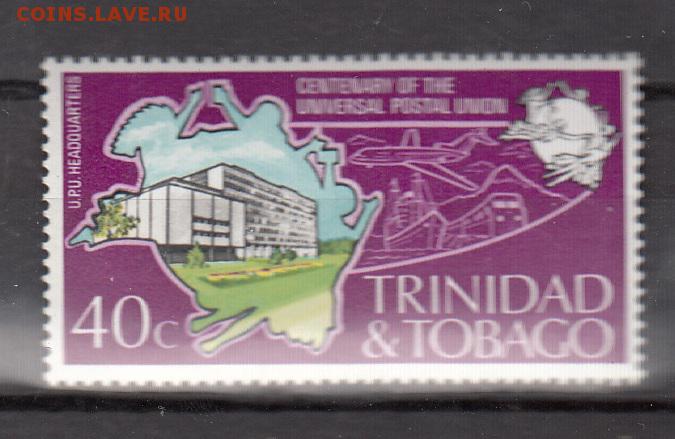 COINS.LAVE.RU
CENTENARY OF THE
UNIVERSAL POSTAL UNION
U.P.U. HEADQUARTERS
40c
TRINIDAD
& TOBAGO